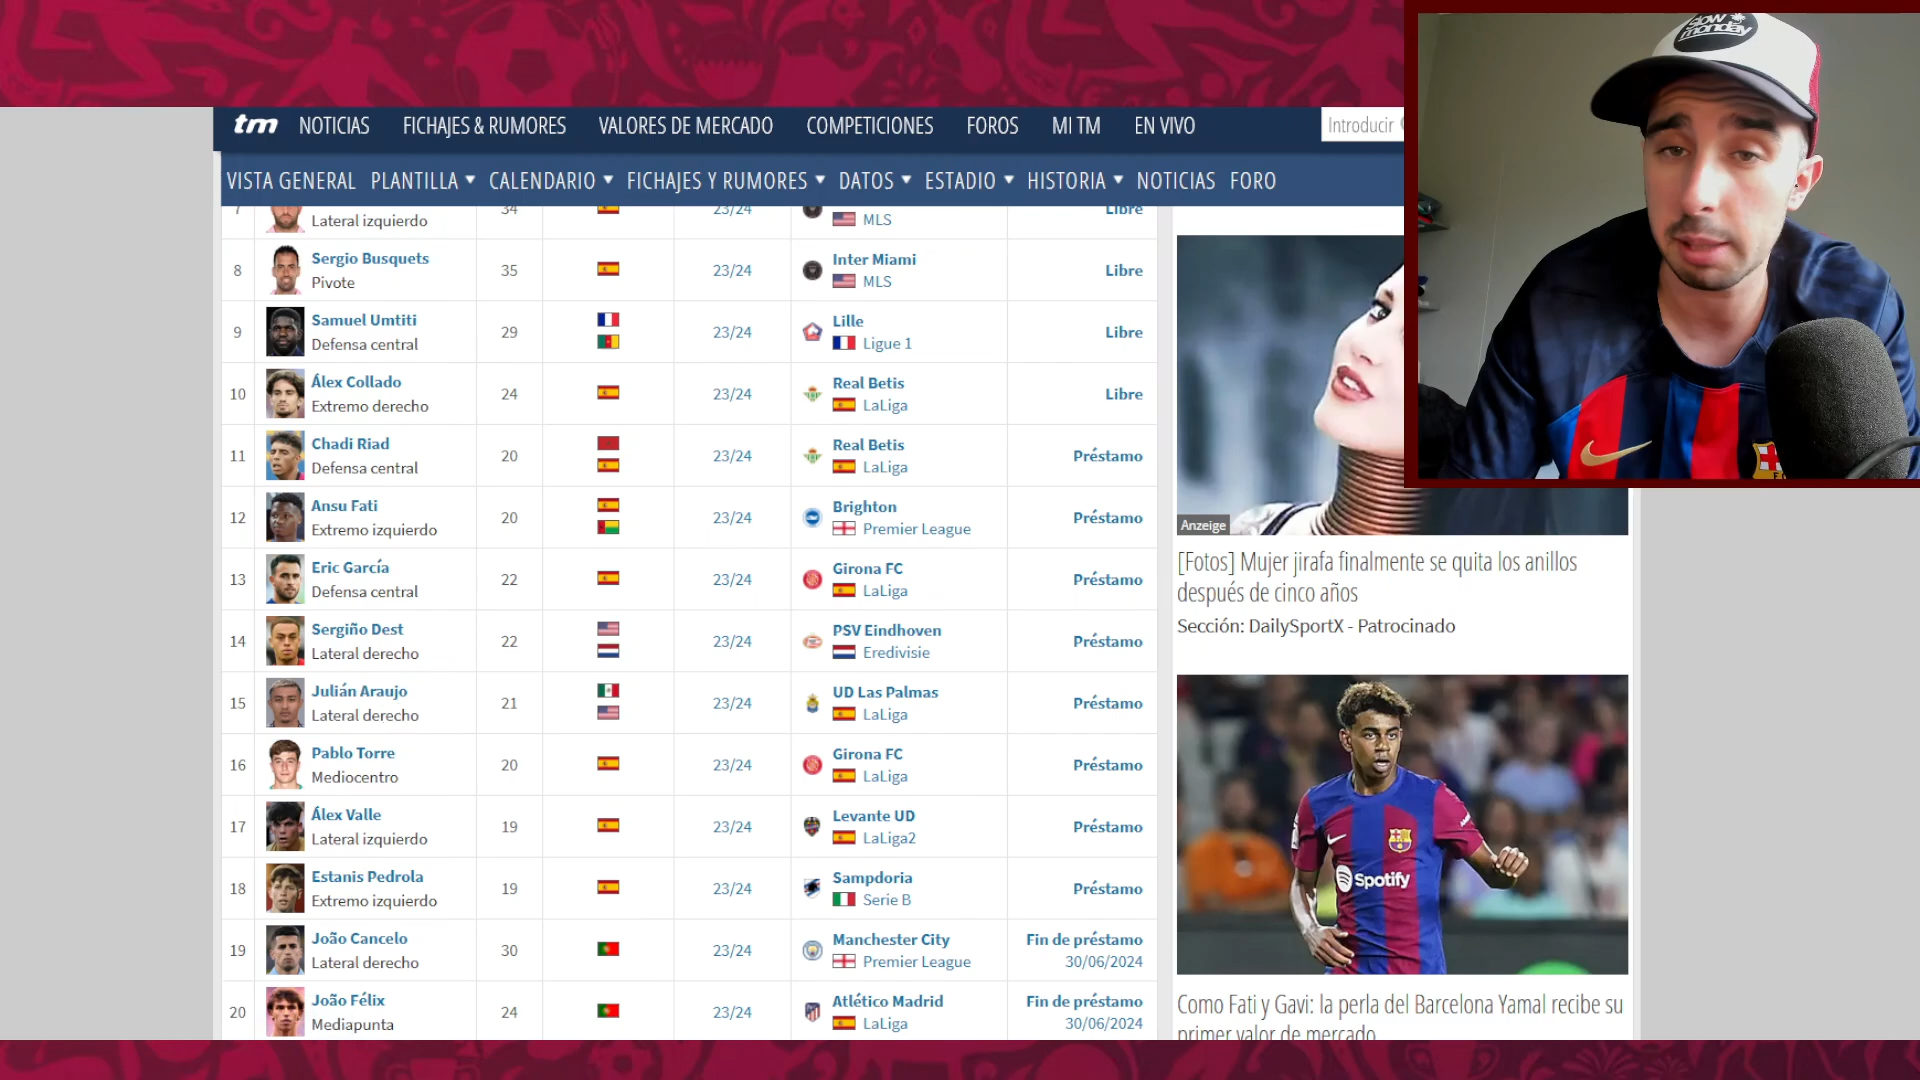 slow
monday
tm NOTICIAS FICHAJES & RUMORES VALORES DE MERCADO COMPETICIONES FOROS MI TM EN VIVO Introducir
VISTA GENERAL PLANTILLA CALENDARIO FICHAJES Y RUMORES DATOS ESTADIO HISTORIA NOTICIAS FORO
7 Lateral izquierdo 34 23/24 MLS Libre
8 Sergio Busquets 35 23/24 Inter Miami Libre
Pivote MLS
9 Samuel Umtiti 29 23/24 Lille Libre
Defensa central Ligue 1
10 Álex Collado 24 23/24 Real Betis Libre
Extremo derecho LaLiga
11 Chadi Riad 20 23/24 Real Betis Préstamo
Defensa central LaLiga
12 Ansu Fati 20 23/24 Brighton Préstamo
Extremo izquierdo Premier League
13 Eric García 22 23/24 Girona FC Préstamo
Defensa central LaLiga
14 Sergiño Dest 22 23/24 PSV Eindhoven Préstamo
Lateral derecho Eredivisie
15 Julián Araujo 21 23/24 UD Las Palmas Préstamo
Lateral derecho LaLiga
16 Pablo Torre 20 23/24 Girona FC Préstamo
Mediocentro LaLiga
17 Álex Valle 19 23/24 Levante UD Préstamo
Lateral izquierdo LaLiga2
18 Estanis Pedrola 19 23/24 Sampdoria Préstamo
Extremo izquierdo Serie B
19 João Cancelo 30 23/24 Manchester City Fin de préstamo
Lateral derecho Premier League 30/06/2024
20 João Félix 24 23/24 Atlético Madrid Fin de préstamo
Mediapunta LaLiga 30/06/2024
Anzeige
[Fotos] Mujer jirafa finalmente se quita los anillos
después de cinco años
Sección: DailySportX - Patrocinado
Spotify
Como Fati y Gavi: la perla del Barcelona Yamal recibe su
primer valor de mercado